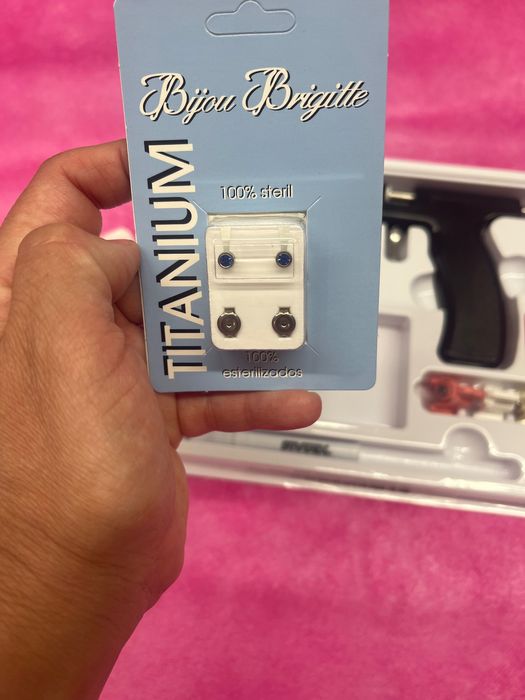 Bijou Brigitte
TITANIUM
100% steril
100%
esterilizados